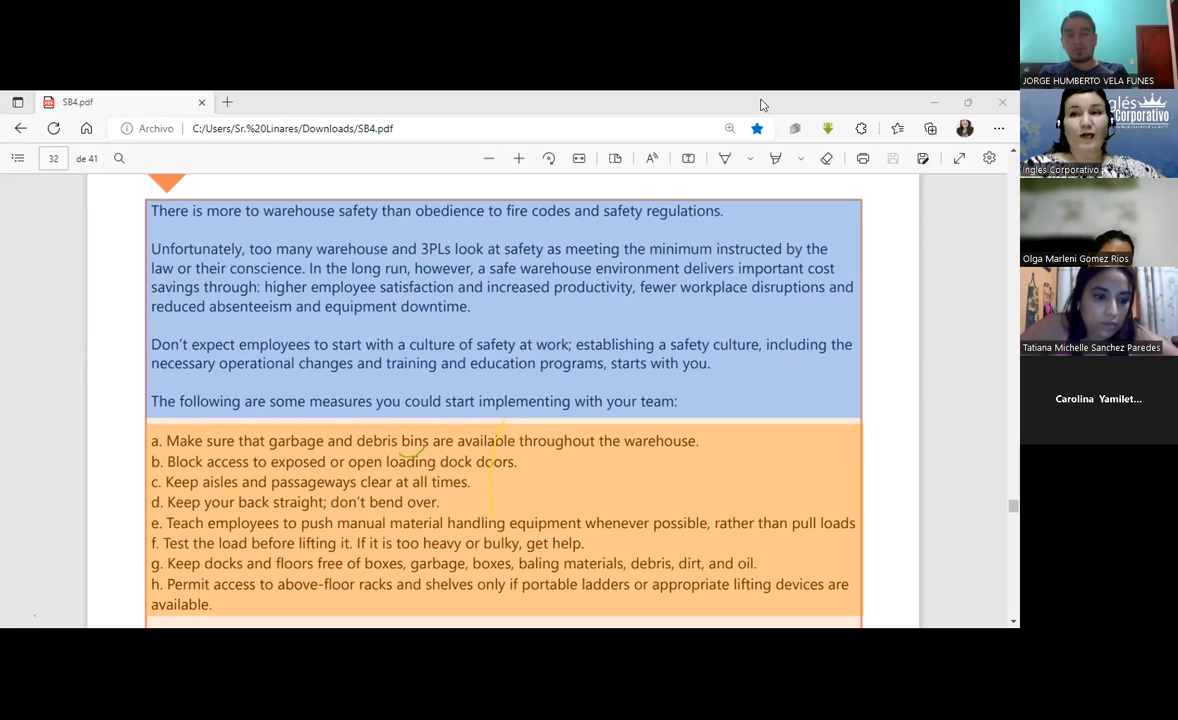 SB4.pdf
Archivo
C:/Users/Sr.%20Linares/Downloads/SB4.pdf
32 de 41
There is more to warehouse safety than obedience to fire codes and safety regulations.
Unfortunately, too many warehouse and 3PLs look at safety as meeting the minimum instructed by the
law or their conscience. In the long run, however, a safe warehouse environment delivers important cost
savings through: higher employee satisfaction and increased productivity, fewer workplace disruptions and
reduced absenteeism and equipment downtime.
Don't expect employees to start with a culture of safety at work; establishing a safety culture, including the
necessary operational changes and training and education programs, starts with you.
The following are some measures you could start implementing with your team:
a. Make sure that garbage and debris bins are available throughout the warehouse.
b. Block access to exposed or open loading dock doors.
c. Keep aisles and passageways clear at all times.
d. Keep your back straight; don't bend over.
e. Teach employees to push manual material handling equipment whenever possible, rather than pull loads
f. Test the load before lifting it. If it is too heavy or bulky, get help.
g. Keep docks and floors free of boxes, garbage, boxes, baling materials, debris, dirt, and oil.
h. Permit access to above-floor racks and shelves only if portable ladders or appropriate lifting devices are
available.
JORGE HUMBERTO VELA FUNES
glés
Corporativo
Inglés Corporativo
Olga Marleni Gomez Rios
Tatiana Michelle Sanchez Paredes
Carolina Yamilet...